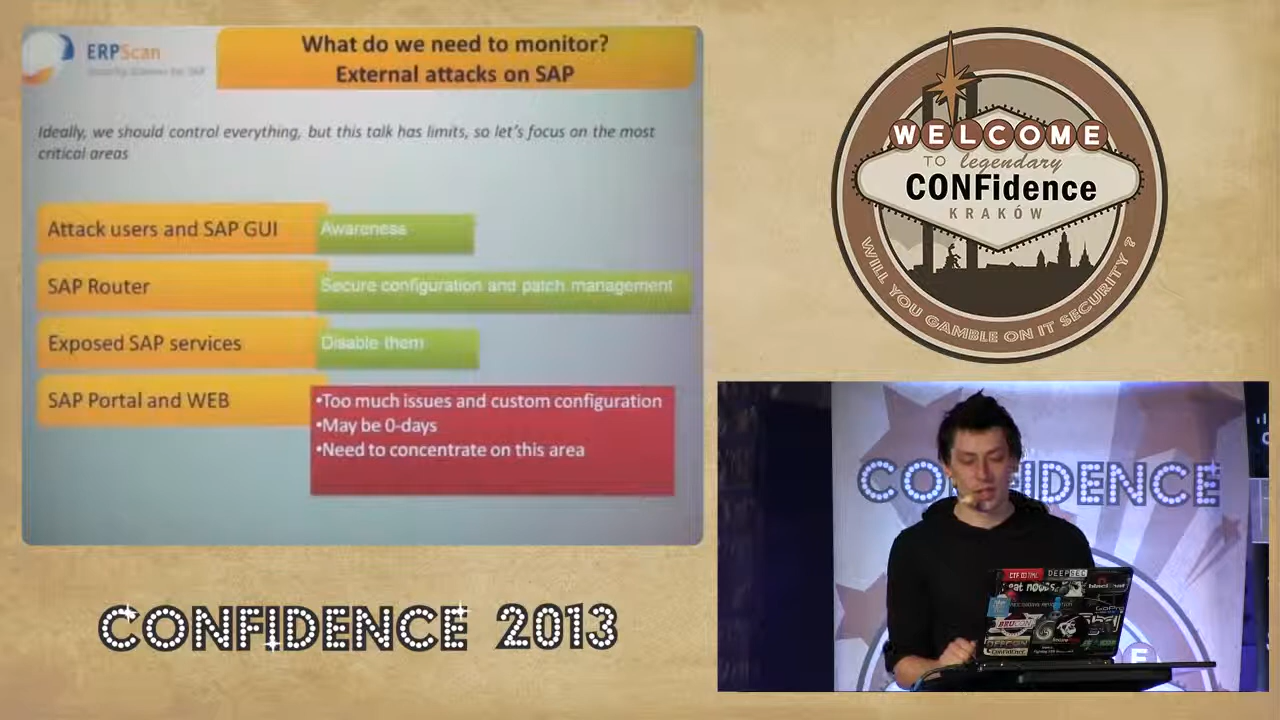 ERPScan
What do we need to monitor?
External attacks on SAP
Ideally, we should control everything, but this talk has limits, so let's focus on the most
critical areas
Attack users and SAP GUI
Awareness
SAP Router
Secure configuration and patch management
Exposed SAP services
Disable them
SAP Portal and WEB
•Too much issues and custom configuration
•May be 0-days
•Need to concentrate on this area
CONFIDENCE 2013
WELCOME
TO legendary
CONFidence
KRAKÓW
WILL YOU GAMBLE ON IT SECURITY ?
DEEPSEC
GoPro
BRUCON
DEFCON